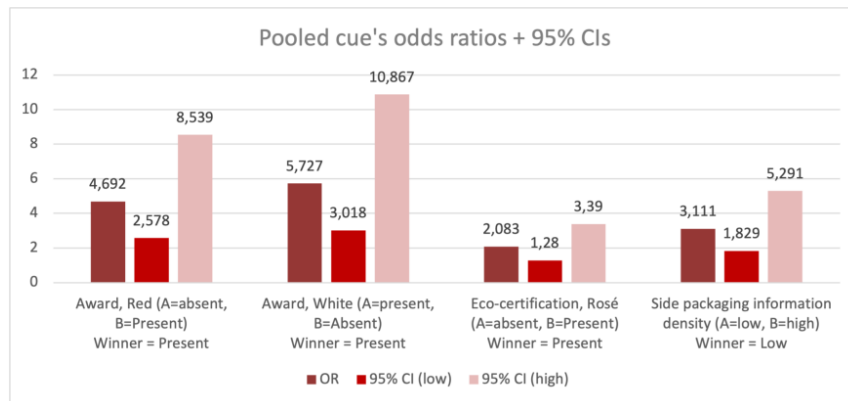 Pooled cue's odds ratios + 95% CIs
12
10
8
6
4
2
0
4,692
2,578
8,539
5,727
3,018
10,867
2,083
1,28
3,39
3,111
1,829
5,291
Award, Red (A=absent,
B=Present)
Winner = Present
Award, White (A=present,
B=Absent)
Winner = Present
Eco-certification, Rosé
(A=absent, B=Present)
Winner = Present
Side packaging information
density (A=low, B=high)
Winner = Low
OR
95% CI (low)
95% CI (high)